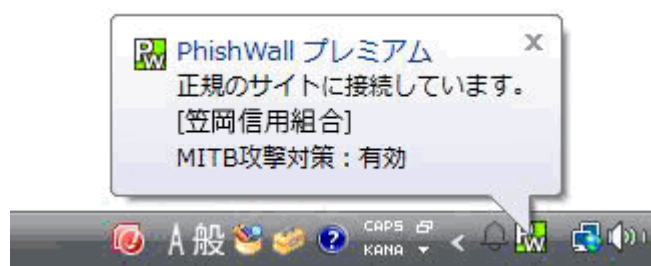 PW PhishWall プレミアム
正規のサイトに接続しています。
[笠岡信用組合]
MITB攻撃対策：有効
A 般 ? CAPS
KANA
PW